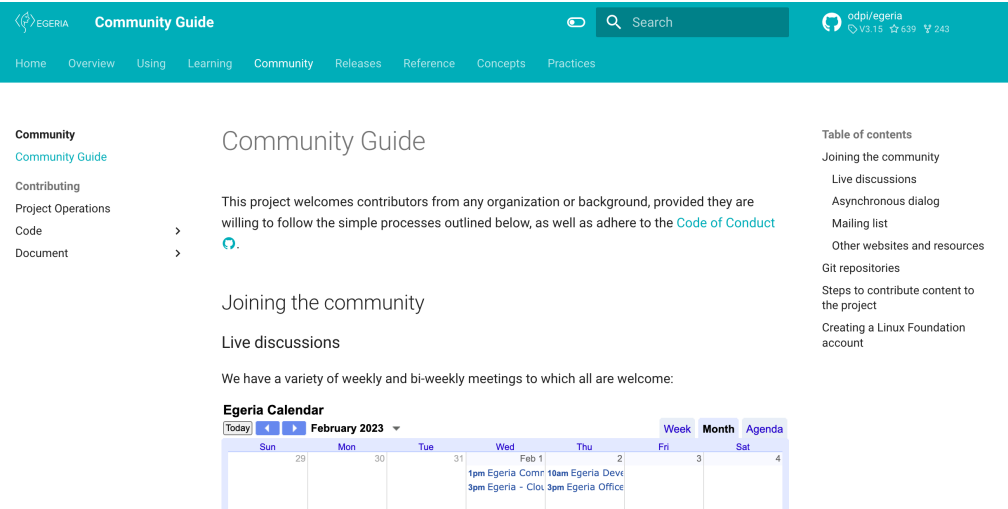 EGERIA
Community Guide
Search
odpi/egeria
V3.15 639 243
Home Overview Using Learning Community Releases Reference Concepts Practices
Community
Community Guide
Contributing
Project Operations
Code
Document
Community Guide
This project welcomes contributors from any organization or background, provided they are
willing to follow the simple processes outlined below, as well as adhere to the Code of Conduct
.
Joining the community
Live discussions
We have a variety of weekly and bi-weekly meetings to which all are welcome:
Egeria Calendar
Today February 2023 Week Month Agenda
Sun Mon Tue Wed Thu Fri Sat
29 30 31 Feb 1 2 3 4
1pm Egeria Comm 10am Egeria Deve
3pm Egeria - Clou 3pm Egeria Office
Table of contents
Joining the community
Live discussions
Asynchronous dialog
Mailing list
Other websites and resources
Git repositories
Steps to contribute content to
the project
Creating a Linux Foundation
account